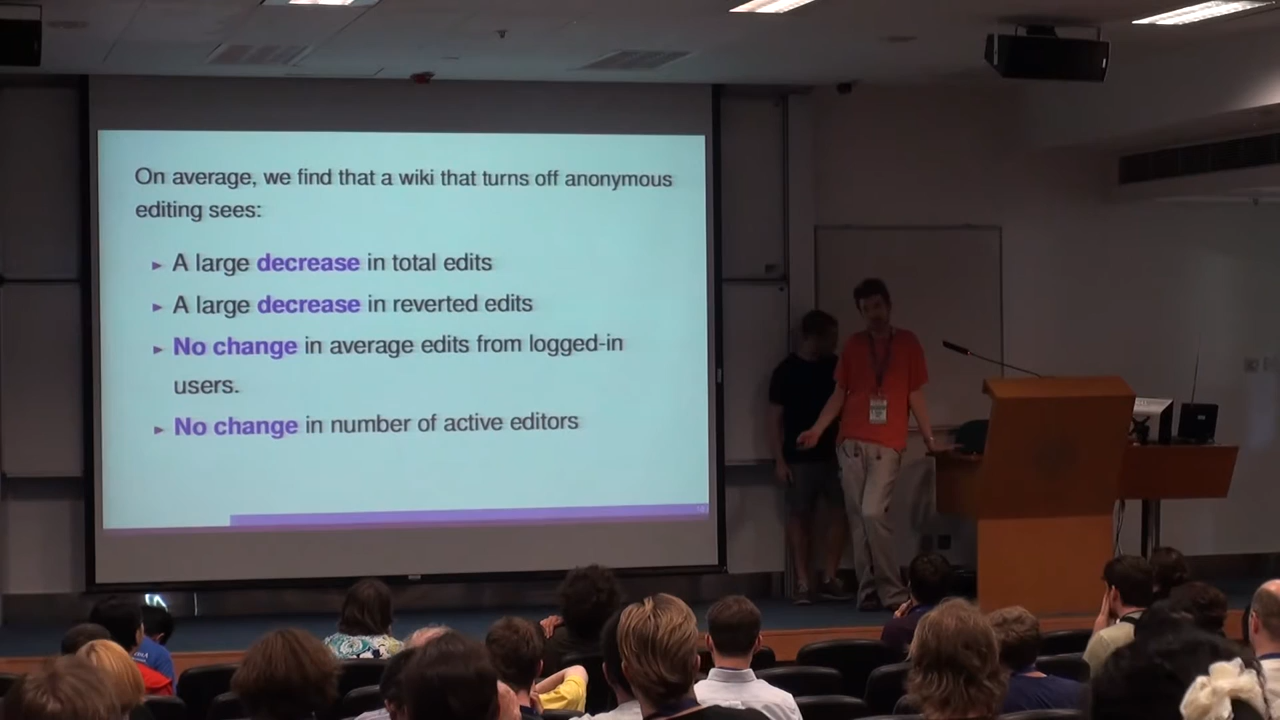 On average, we find that a wiki that turns off anonymous
editing sees:
▸ A large decrease in total edits
▸ A large decrease in reverted edits
▸ No change in average edits from logged-in
users.
▸ No change in number of active editors